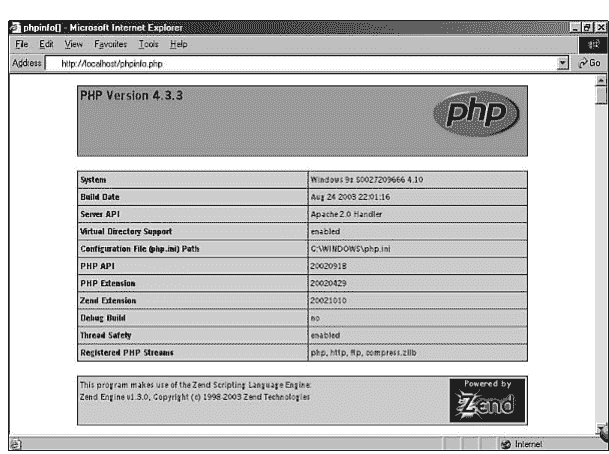 phpinfo() - Microsoft Internet Explorer
File Edit View Favorites Tools Help
Address http://localhost/phpinfo.php Go
PHP Version 4.3.3
php
System Windows 9x S0027209666 4.10
Build Date Aug 24 2003 22:01:16
Server API Apache 2.0 Handler
Virtual Directory Support enabled
Configuration File (php.ini) Path C:\WINDOWS\php.ini
PHP API 20020918
PHP Extension 20020429
Zend Extension 20021010
Debug Build no
Thread Safety enabled
Registered PHP Streams php, http, ftp, compress.zlib
This program makes use of the Zend Scripting Language Engine:
Zend Engine v1.3.0, Copyright (c) 1998-2003 Zend Technologies
Powered by
Zend
Internet